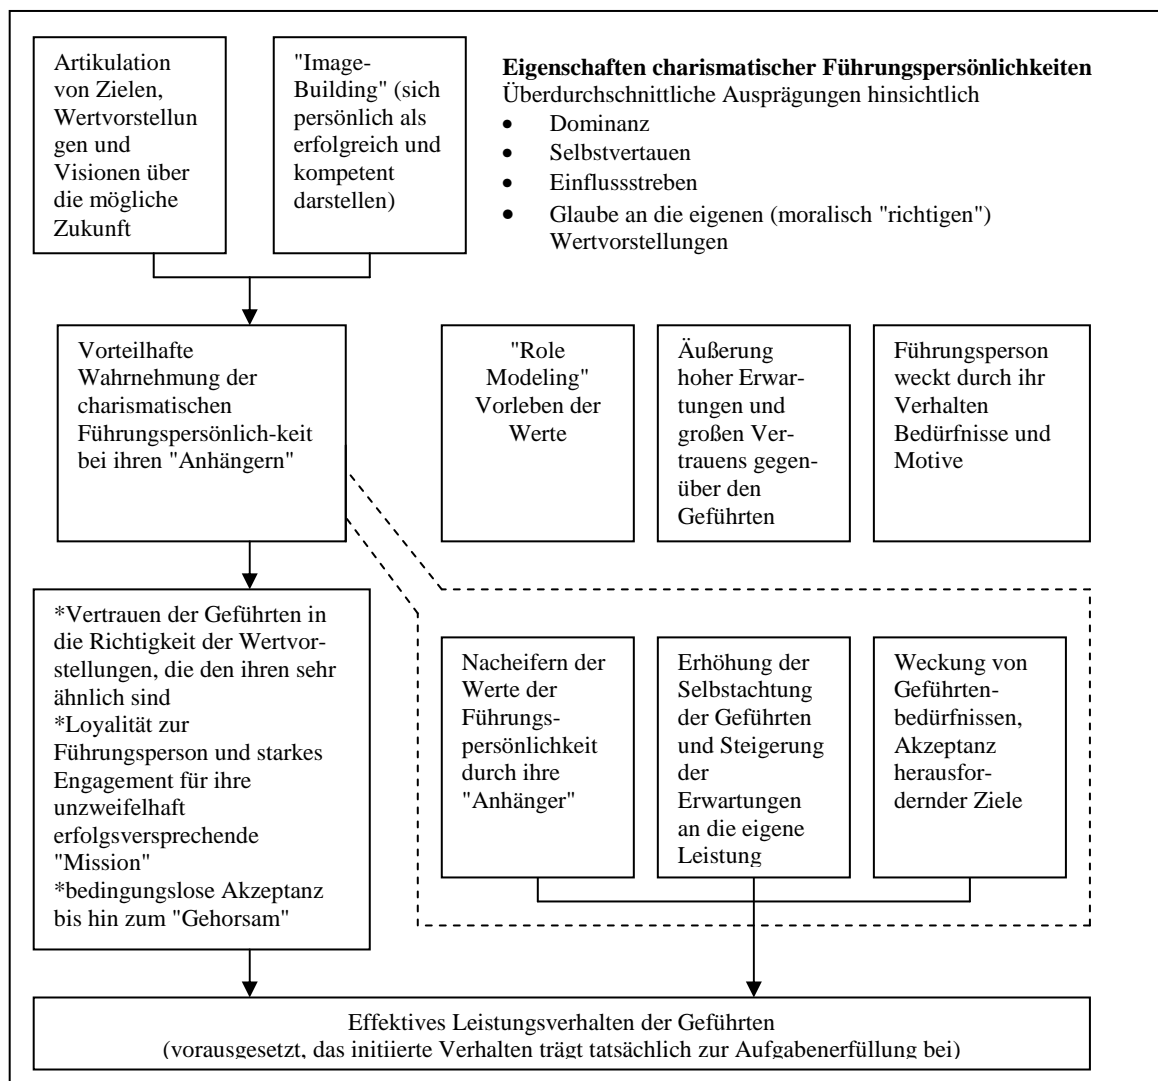 Artikulation
von Zielen,
Wertvorstellun
gen und
Visionen über
die mögliche
Zukunft
"Image-
Building" (sich
persönlich als
erfolgreich und
kompetent
darstellen)
Eigenschaften charismatischer Führungspersönlichkeiten
Überdurchschnittliche Ausprägungen hinsichtlich
• Dominanz
• Selbstvertauen
• Einflussstreben
• Glaube an die eigenen (moralisch "richtigen")
Wertvorstellungen
Vorteilhafte
Wahrnehmung der
charismatischen
Führungspersönlich-keit
bei ihren "Anhängern"
"Role
Modeling"
Vorleben der
Werte
Äußerung
hoher Erwar-
tungen und
großen Ver-
trauens gegen-
über den
Geführten
Führungsperson
weckt durch ihr
Verhalten
Bedürfnisse und
Motive
*Vertrauen der Geführten in
die Richtigkeit der Wertvor-
stellungen, die den ihren sehr
ähnlich sind
*Loyalität zur
Führungsperson und starkes
Engagement für ihre
unzweifelhaft
erfolgsversprechende
"Mission"
*bedingungslose Akzeptanz
bis hin zum "Gehorsam"
Nacheifern der
Werte der
Führungs-
persönlichkeit
durch ihre
"Anhänger"
Erhöhung der
Selbstachtung
der Geführten
und Steigerung
der
Erwartungen
an die eigene
Leistung
Weckung von
Geführten-
bedürfnissen,
Akzeptanz
herausfor-
dernder Ziele
Effektives Leistungsverhalten der Geführten
(vorausgesetzt, das initiierte Verhalten trägt tatsächlich zur Aufgabenerfüllung bei)